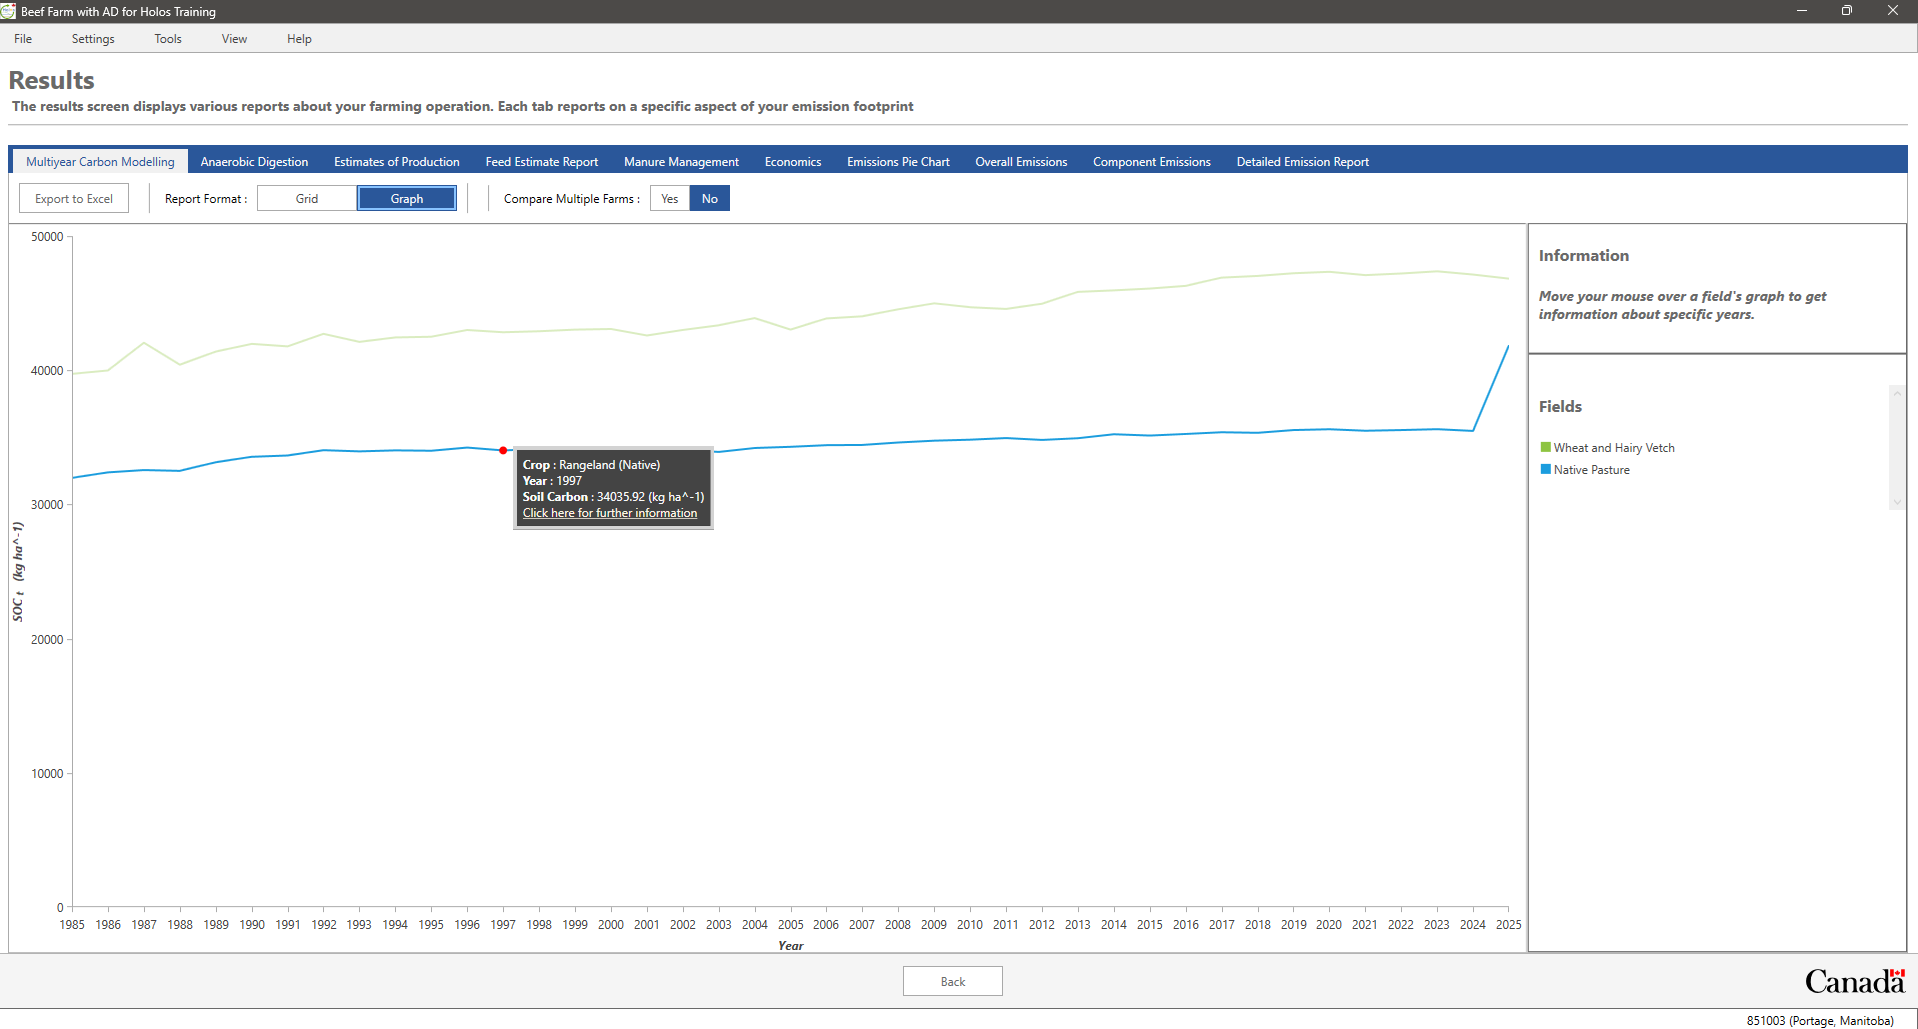 Beef Farm with AD for Holos Training
File Settings Tools View Help
Results
The results screen displays various reports about your farming operation. Each tab reports on a specific aspect of your emission footprint
Multiyear Carbon Modelling Anaerobic Digestion Estimates of Production Feed Estimate Report Manure Management Economics Emissions Pie Chart Overall Emissions Component Emissions Detailed Emission Report
Export to Excel Report Format : Grid Graph Compare Multiple Farms : Yes No
50000
40000
30000
20000
10000
0
SOC t (kg ha^-1)
Crop : Rangeland (Native)
Year : 1997
Soil Carbon : 34035.92 (kg ha^-1)
Click here for further information
1985 1986 1987 1988 1989 1990 1991 1992 1993 1994 1995 1996 1997 1998 1999 2000 2001 2002 2003 2004 2005 2006 2007 2008 2009 2010 2011 2012 2013 2014 2015 2016 2017 2018 2019 2020 2021 2022 2023 2024 2025
Year
Information
Move your mouse over a field's graph to get
information about specific years.
Fields
Wheat and Hairy Vetch
Native Pasture
Back
Canada
851003 (Portage, Manitoba)